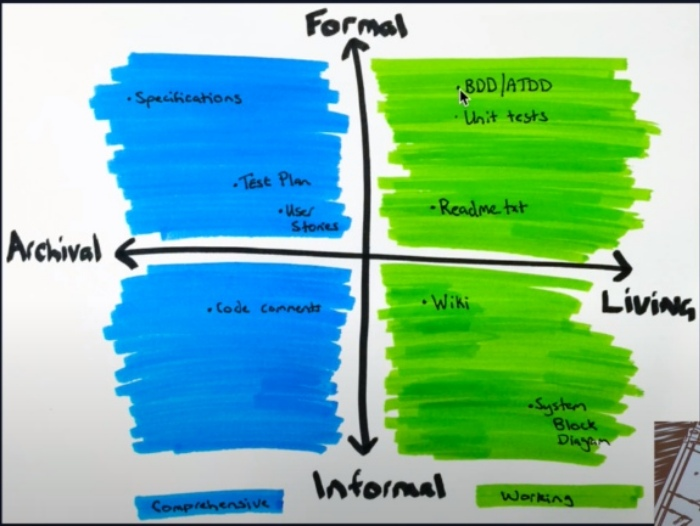 Formal
• Specifications
• BDD/ATDD
• Unit tests
• Test Plan
• User
Stories
• Readme txt
Archival
Living
• Code comments
• Wiki
• System
Block
Diagram
Informal
Comprehensive
Working